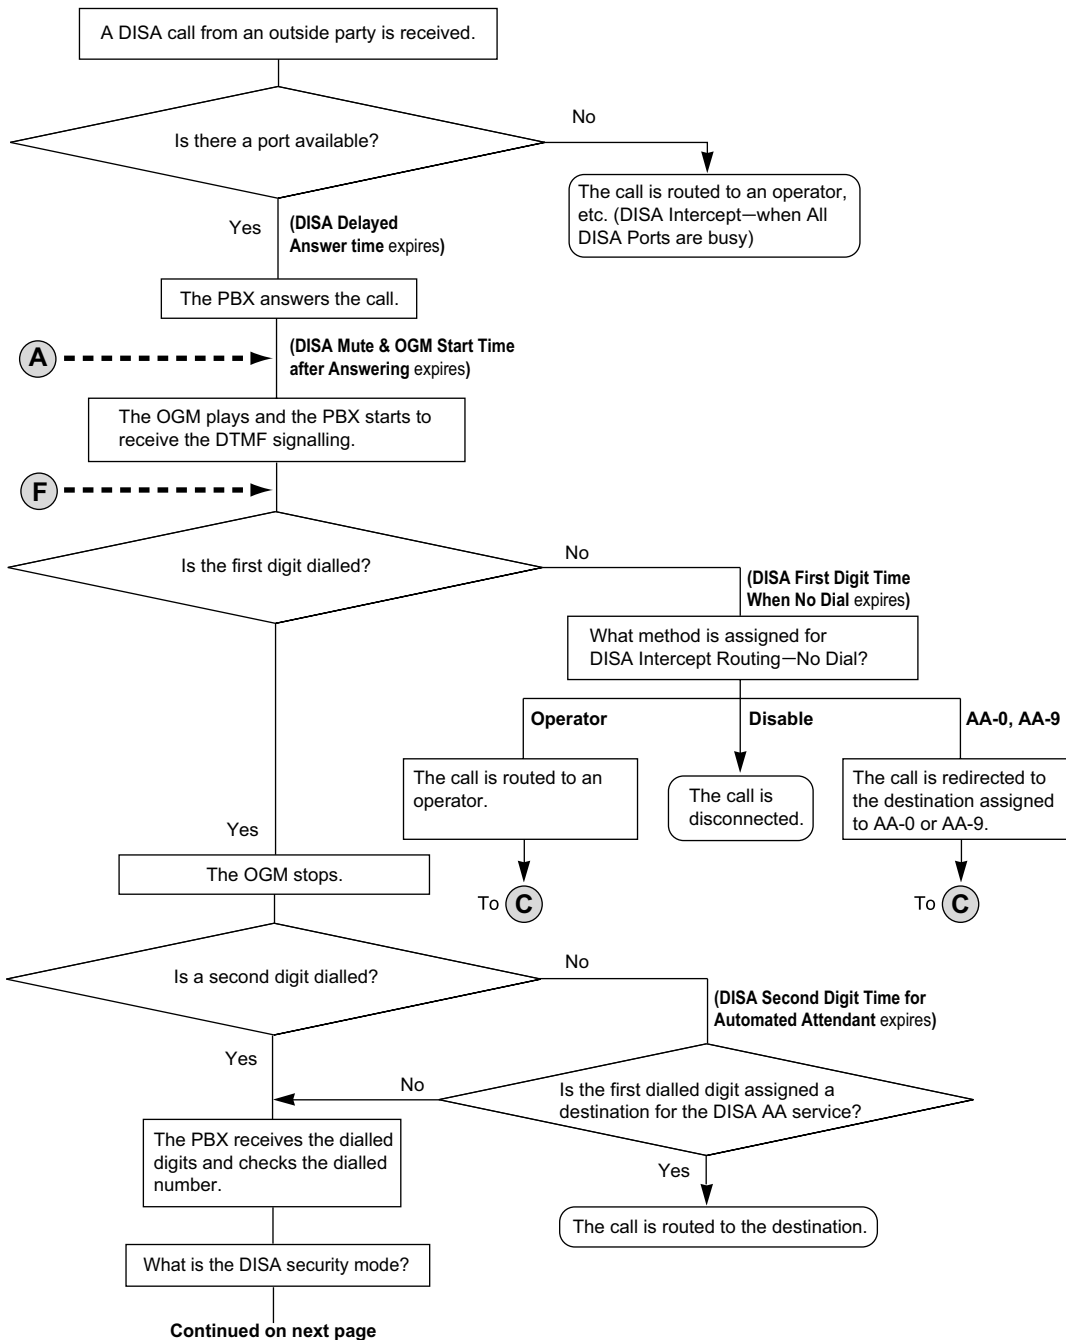 A DISA call from an outside party is received.
Is there a port available?
No
The call is routed to an operator,
etc. (DISA Intercept—when All
DISA Ports are busy)
Yes
(DISA Delayed
Answer time expires)
The PBX answers the call.
A
(DISA Mute & OGM Start Time
after Answering expires)
The OGM plays and the PBX starts to
receive the DTMF signalling.
F
Is the first digit dialled?
No
(DISA First Digit Time
When No Dial expires)
What method is assigned for
DISA Intercept Routing—No Dial?
Operator
Disable
AA-0, AA-9
The call is routed to an
operator.
The call is
disconnected.
The call is redirected to
the destination assigned
to AA-0 or AA-9.
To C
To C
Yes
The OGM stops.
Is a second digit dialled?
No
(DISA Second Digit Time for
Automated Attendant expires)
Yes
No
Is the first dialled digit assigned a
destination for the DISA AA service?
The PBX receives the dialled
digits and checks the dialled
number.
Yes
The call is routed to the destination.
What is the DISA security mode?
Continued on next page